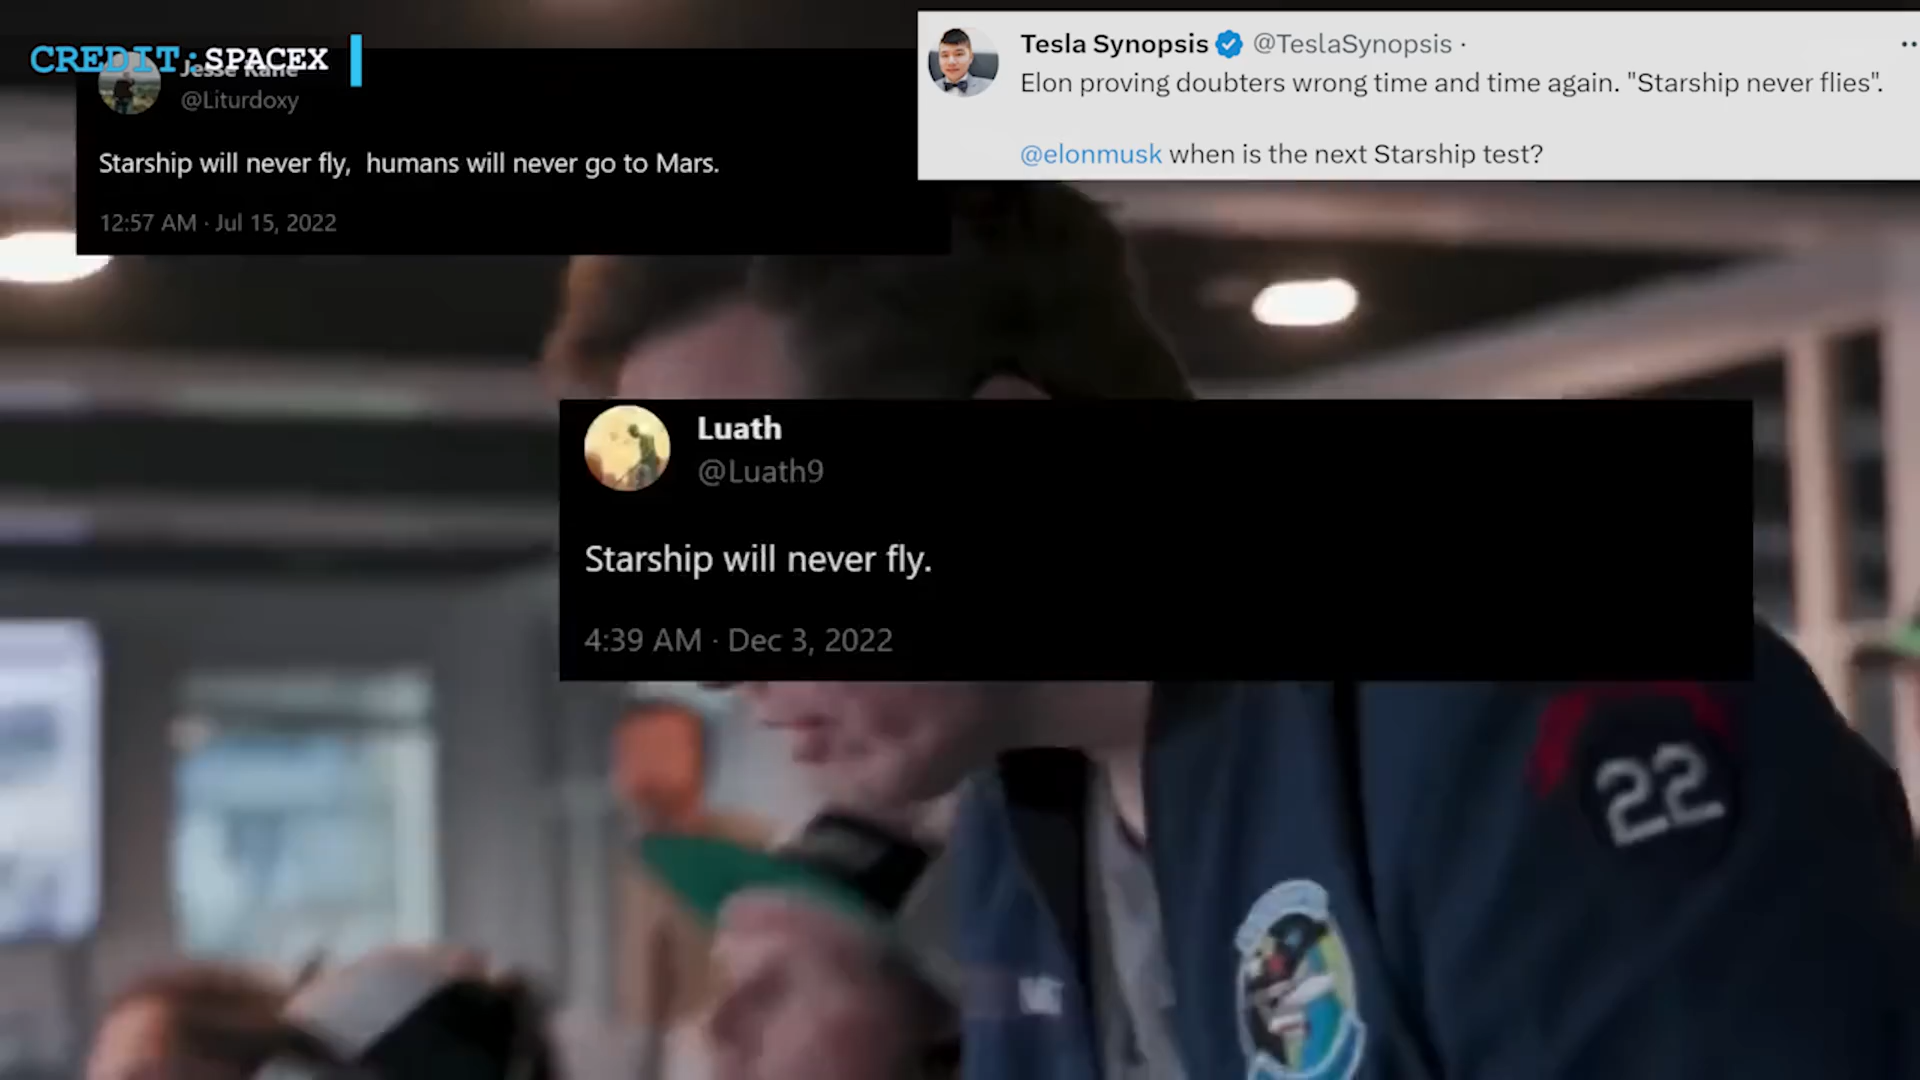 CREDIT: SPACEX
Jesse Kane
@Liturdoxy
Starship will never fly, humans will never go to Mars.
12:57 AM · Jul 15, 2022
Tesla Synopsis @TeslaSynopsis ·
Elon proving doubters wrong time and time again. "Starship never flies".
@elonmusk when is the next Starship test?
Luath
@Luath9
Starship will never fly.
4:39 AM · Dec 3, 2022
22